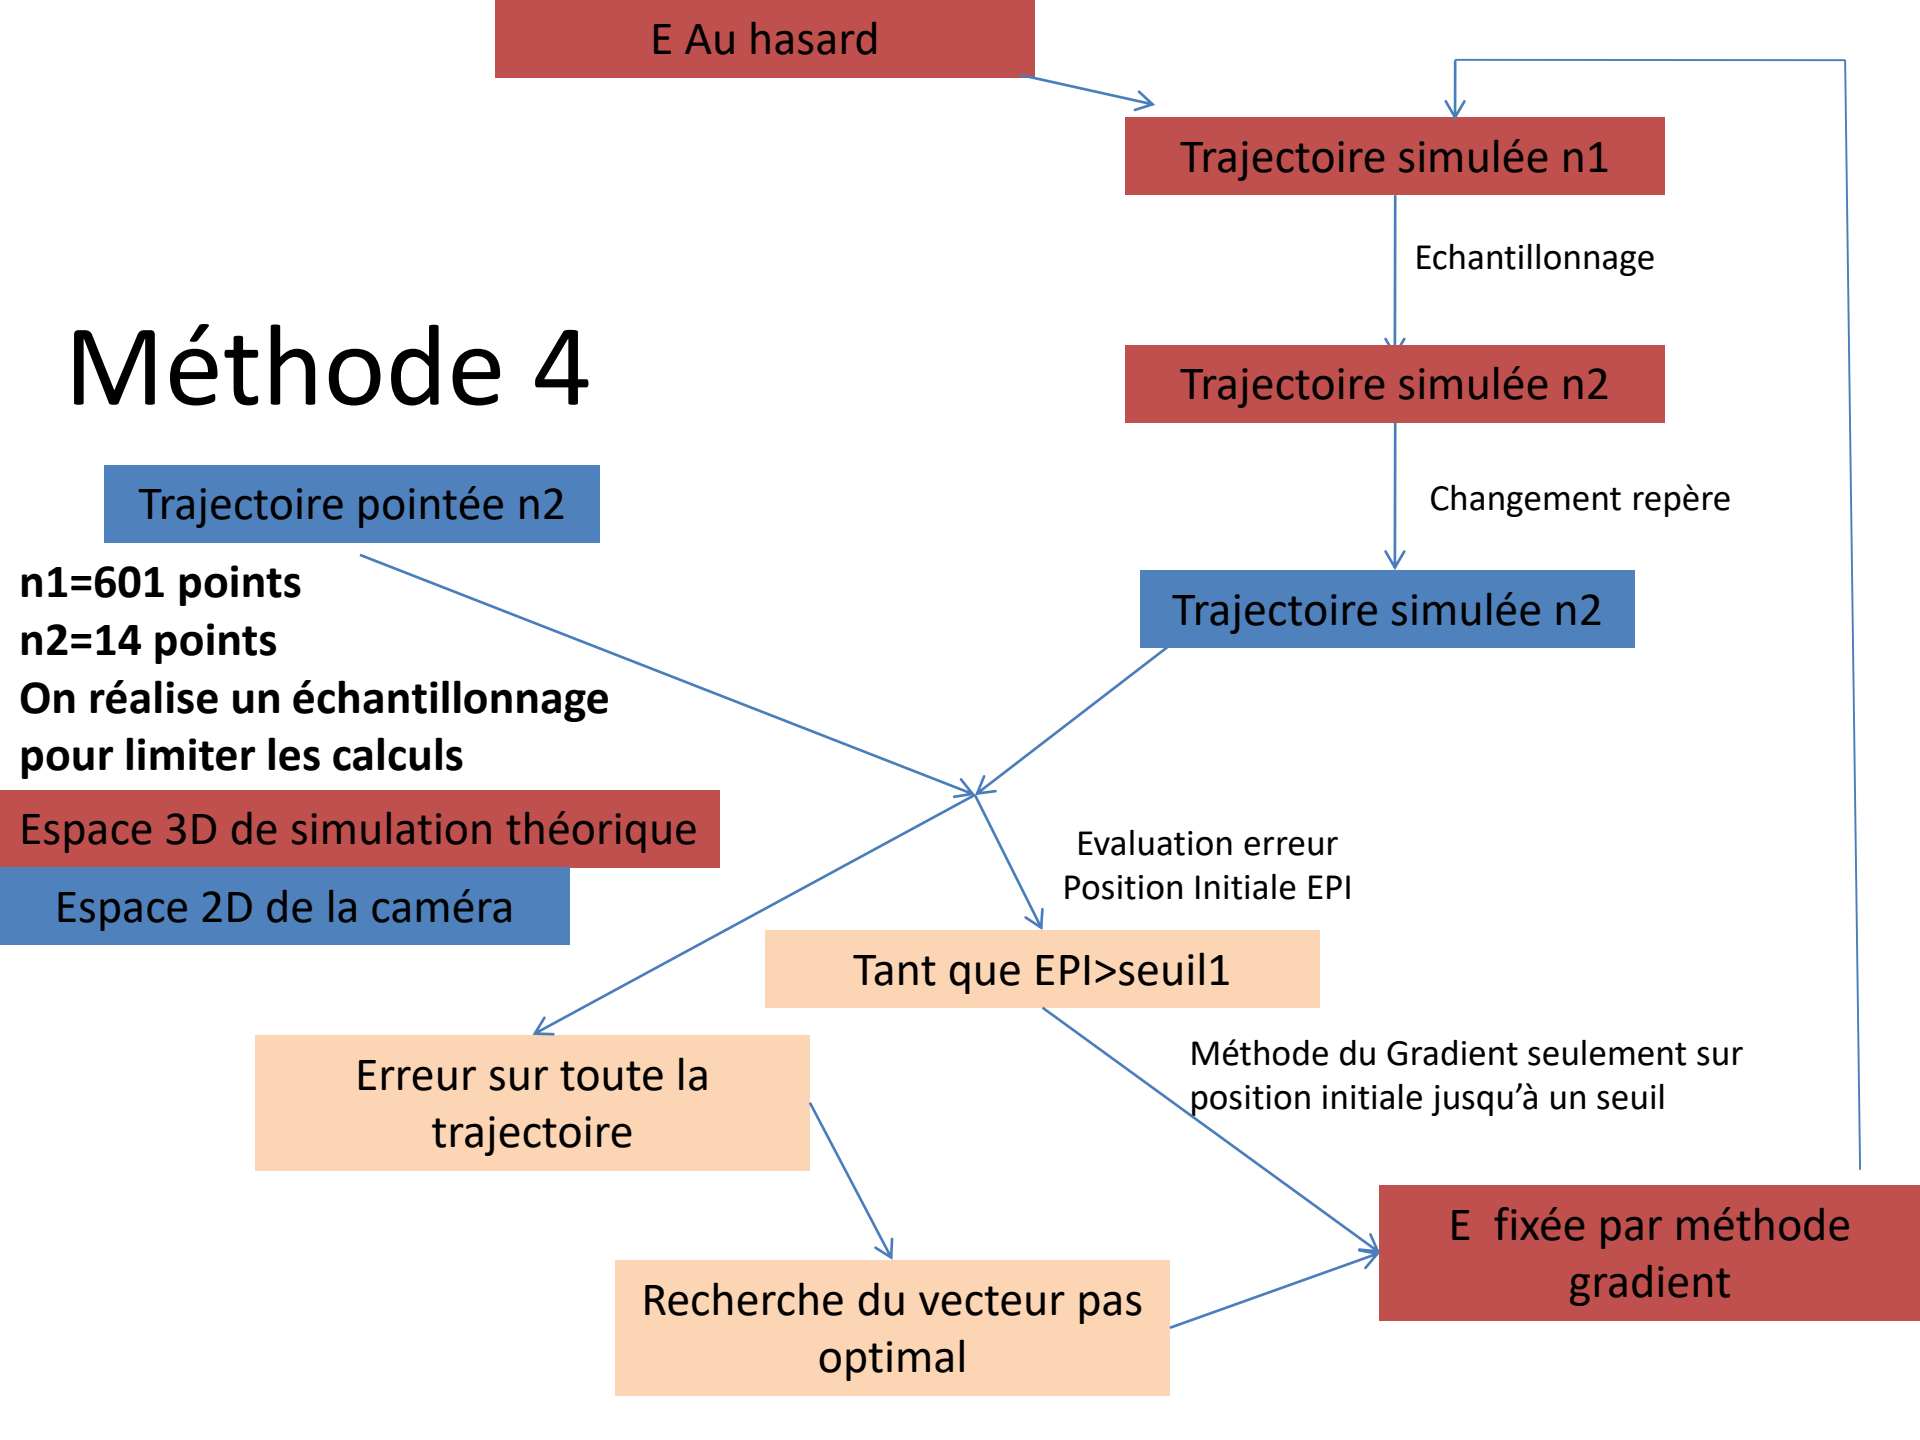 E Au hasard
Trajectoire simulée n1
Echantillonnage
Méthode 4
Trajectoire simulée n2
Trajectoire pointée n2
Changement repère
n1=601 points
n2=14 points
On réalise un échantillonnage
pour limiter les calculs
Trajectoire simulée n2
Espace 3D de simulation théorique
Espace 2D de la caméra
Evaluation erreur
Position Initiale EPI
Tant que EPI>seuil1
Erreur sur toute la
trajectoire
Méthode du Gradient seulement sur
position initiale jusqu’à un seuil
E  fixée par méthode
gradient
Recherche du vecteur pas
optimal